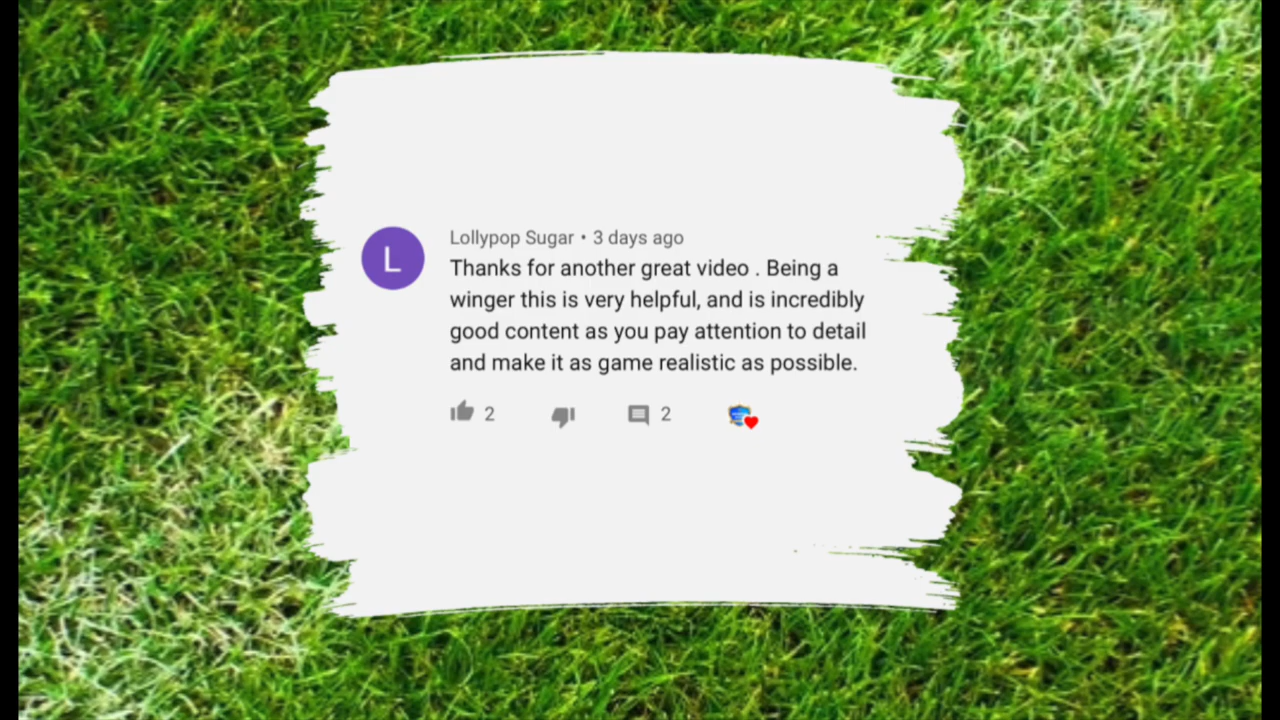 L
Lollypop Sugar • 3 days ago
Thanks for another great video . Being a
winger this is very helpful, and is incredibly
good content as you pay attention to detail
and make it as game realistic as possible.
2 2